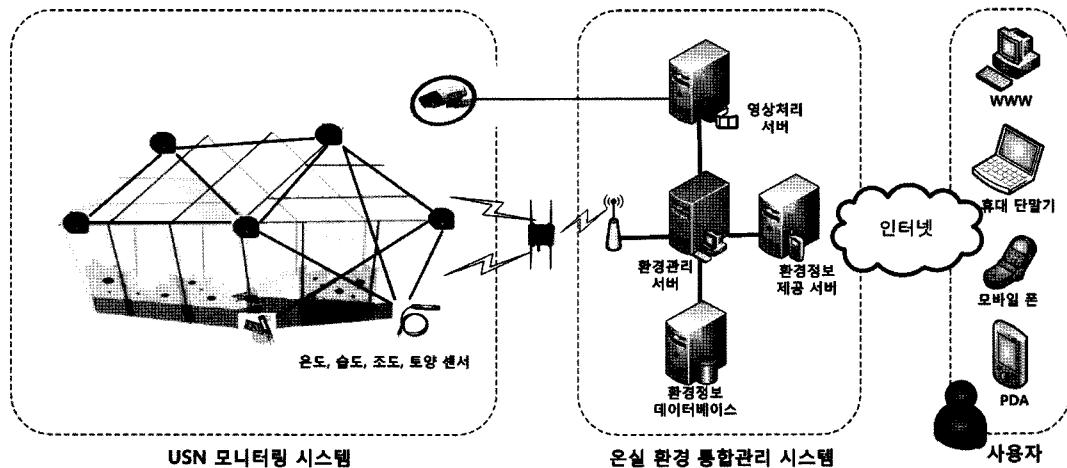 온도, 습도, 조도, 토양 센서
USN 모니터링 시스템
영상처리
서버
환경관리
서버
환경정보
제공 서버
환경정보
데이터베이스
온실 환경 통합관리 시스템
인터넷
WWW
휴대 단말기
모바일 폰
PDA
사용자